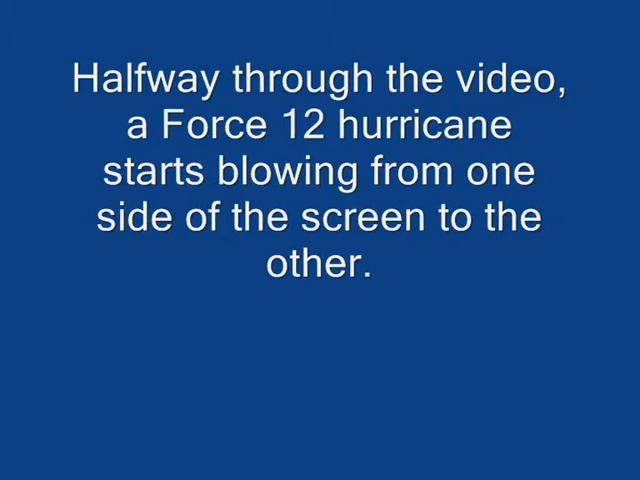 Halfway through the video,
a Force 12 hurricane
starts blowing from one
side of the screen to the
other.